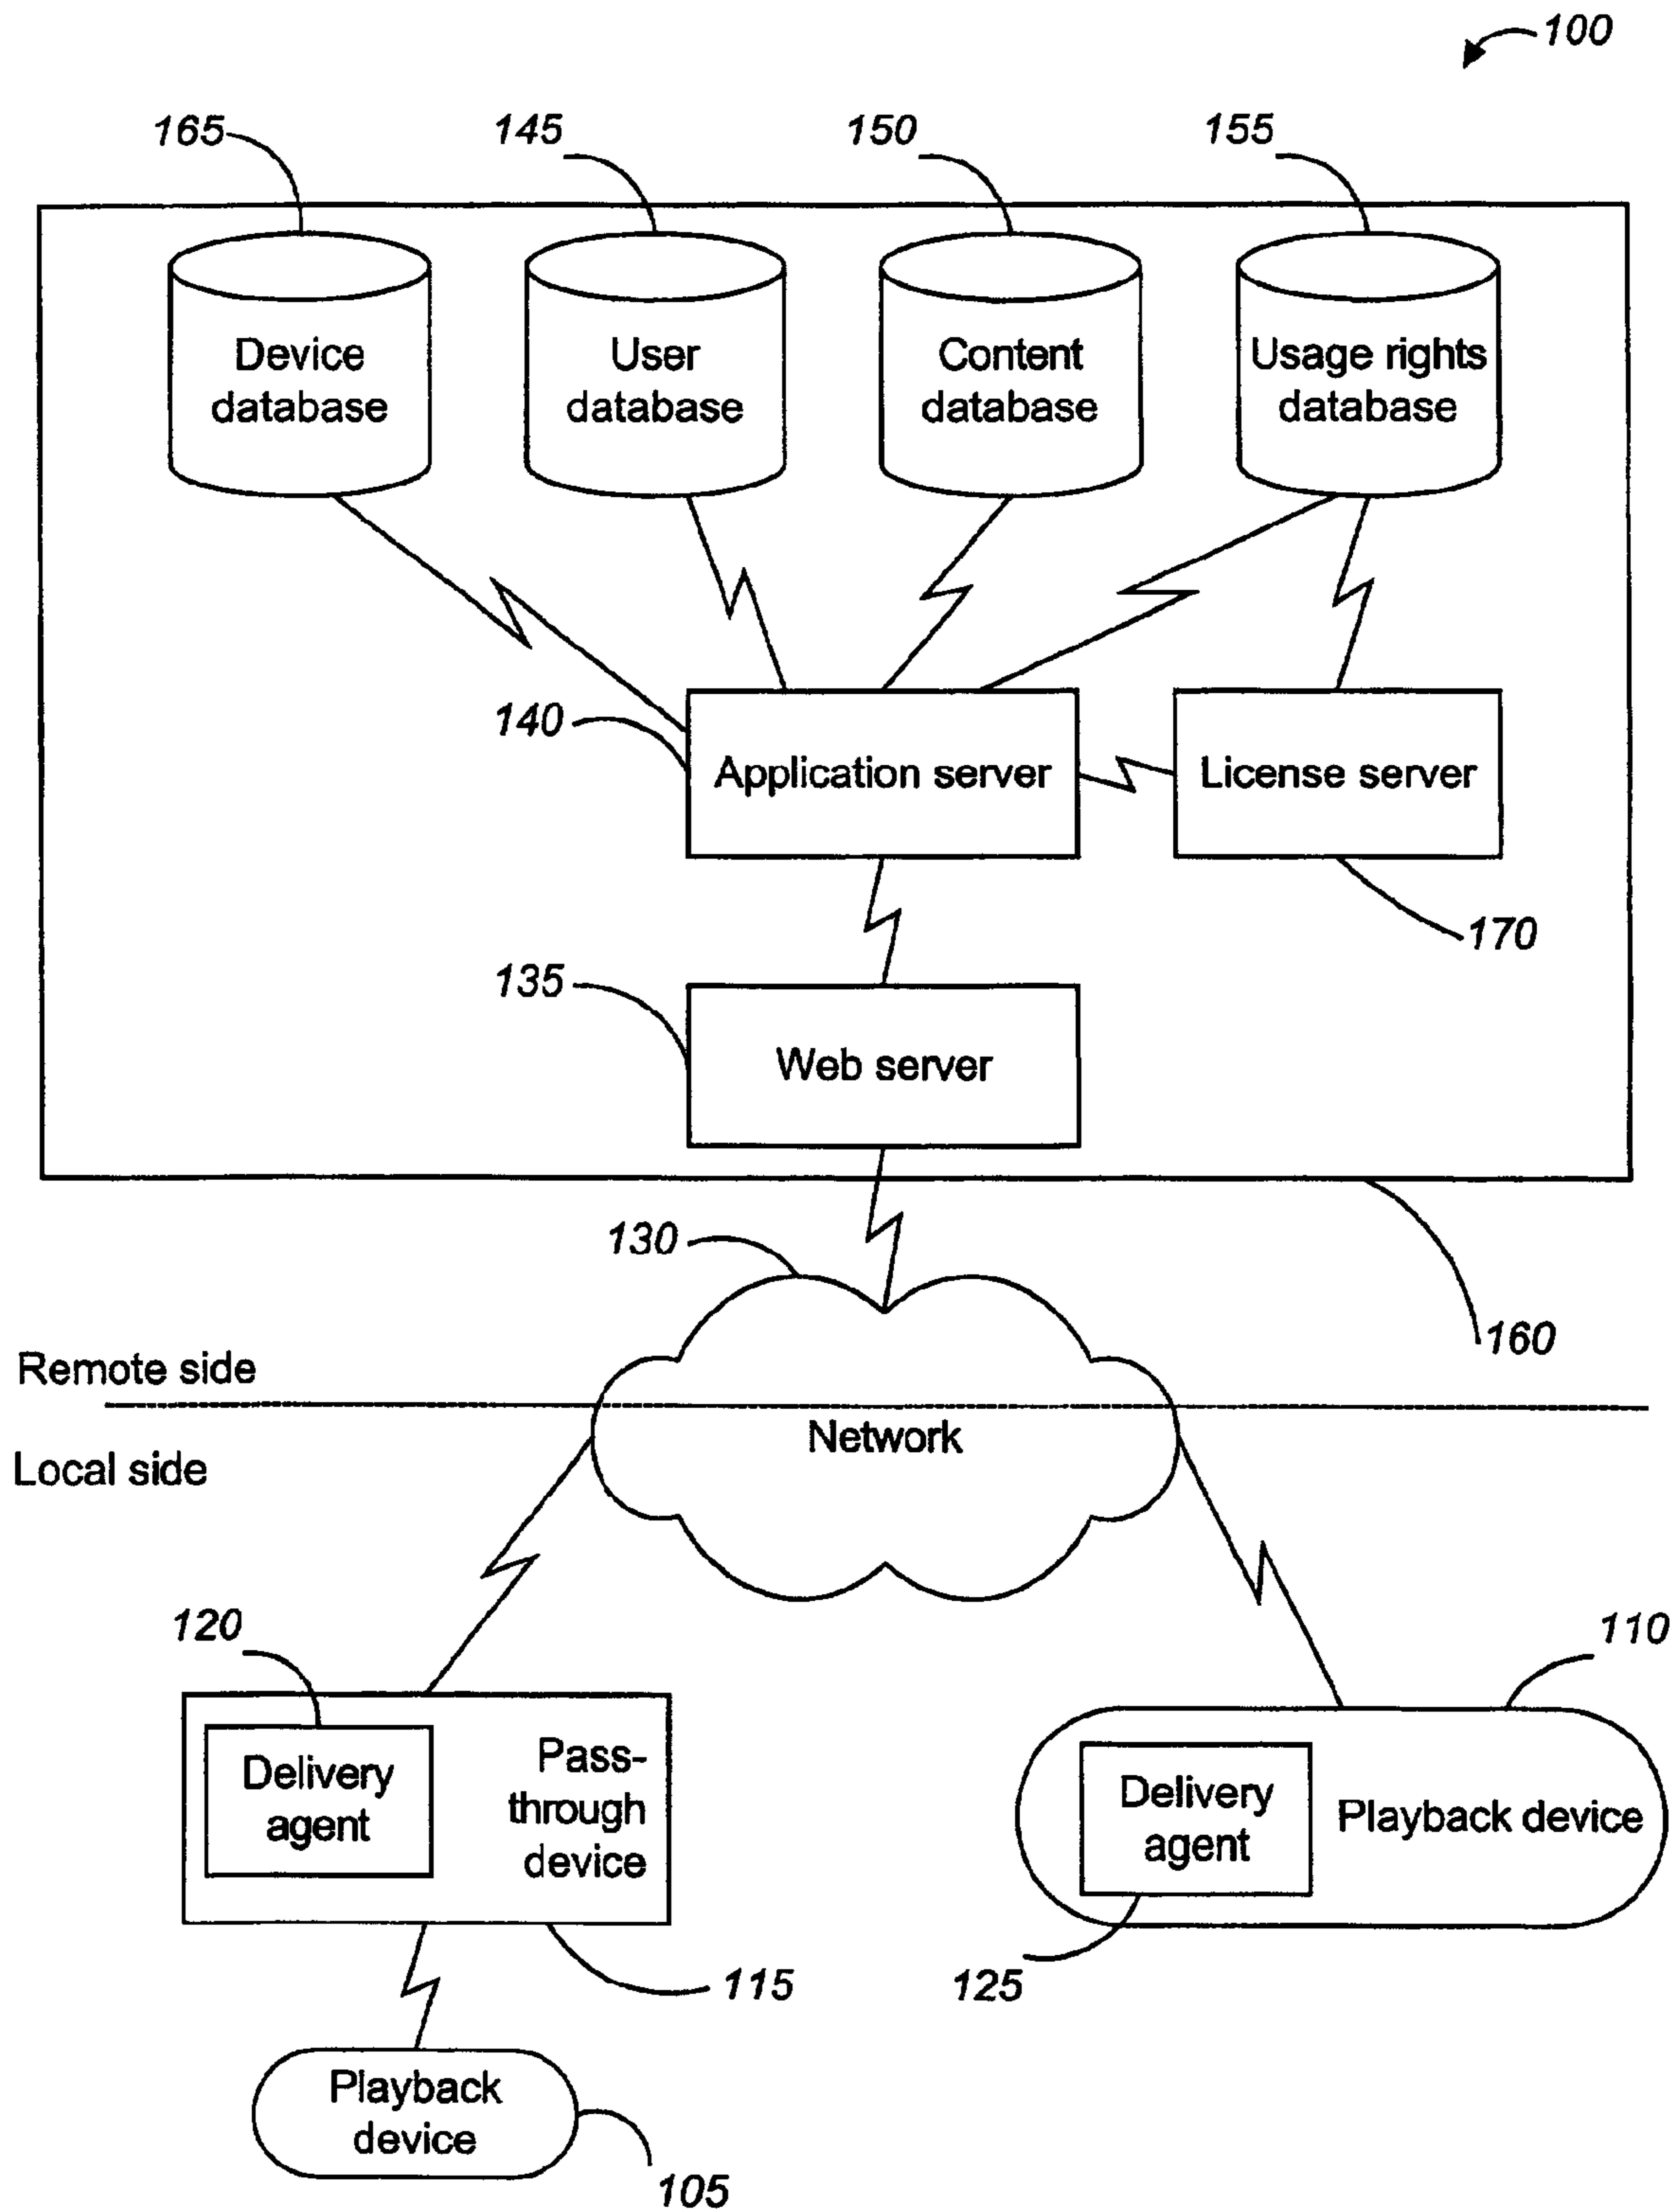 100
165
145
150
155
Device
database
User
database
Content
database
Usage rights
database
140
Application server
License server
170
135
Web server
130
160
Remote side
Network
Local side
120
110
Delivery
agent
Pass-
through
device
Delivery
agent
Playback device
115
125
Playback
device
105